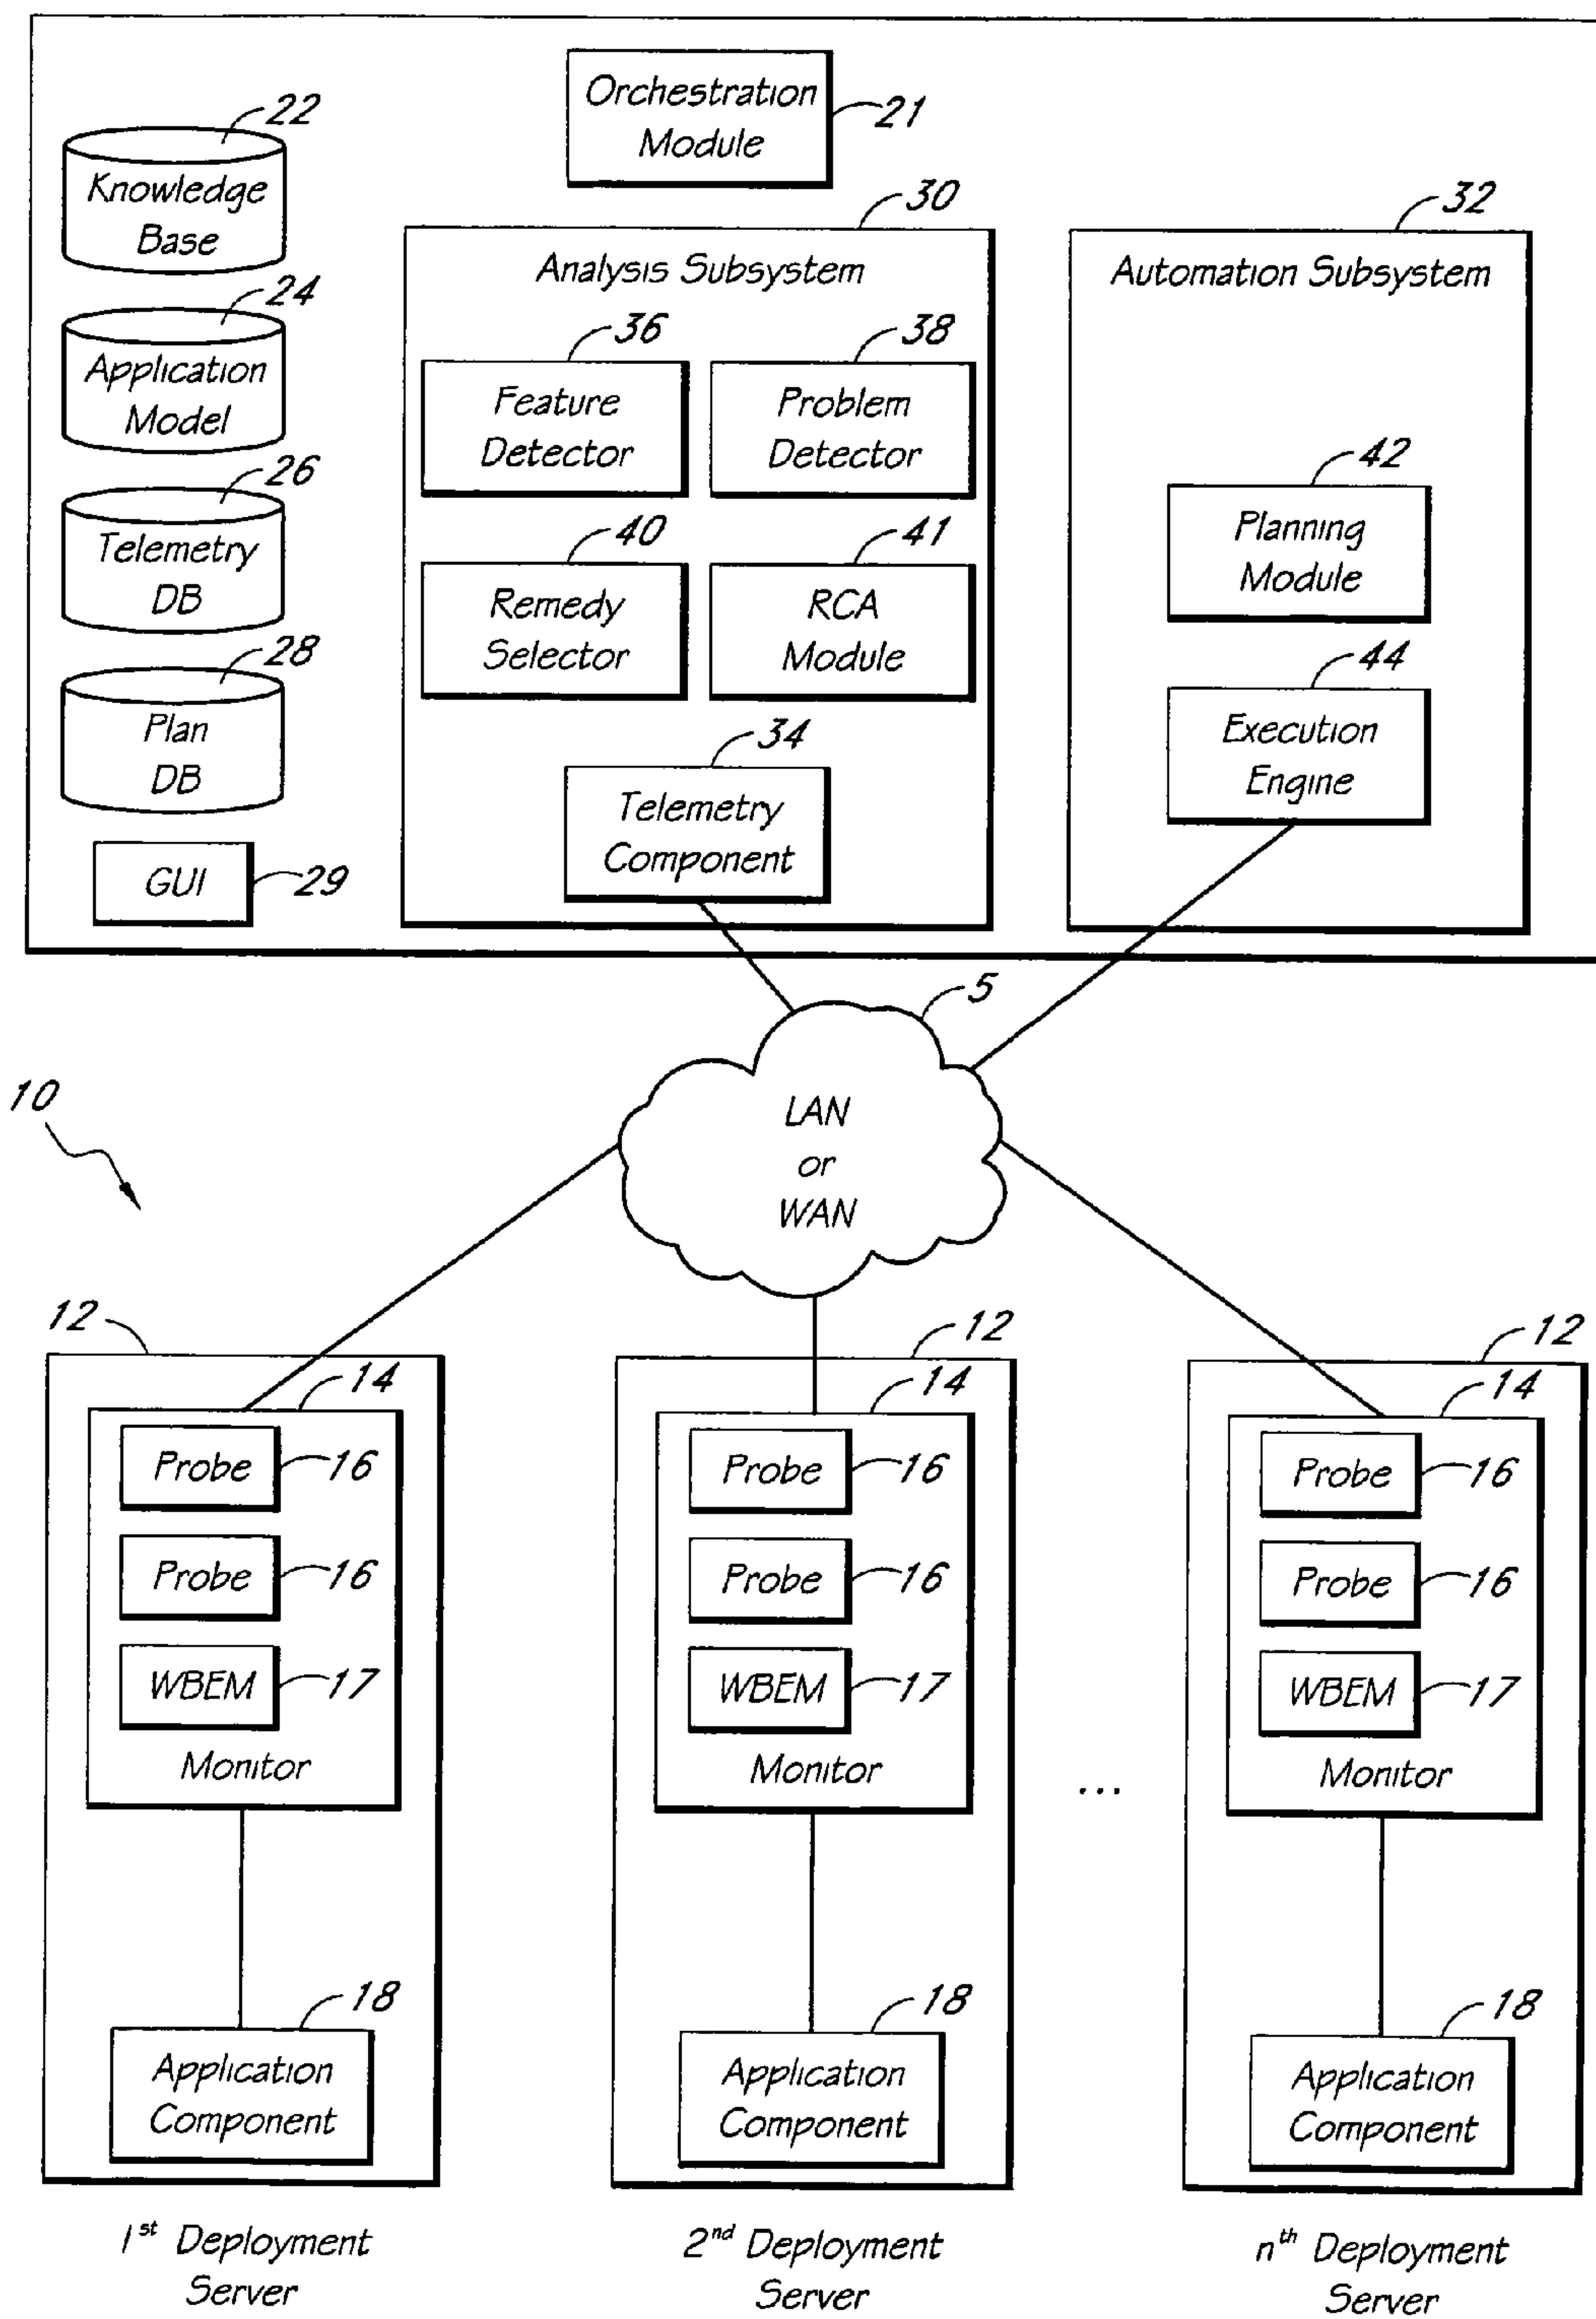 Orchestration
Module
21
22
Knowledge
Base
24
Application
Model
26
Telemetry
DB
28
Plan
DB
GUI
29
30
Analysis Subsystem
36
Feature
Detector
38
Problem
Detector
40
Remedy
Selector
41
RCA
Module
34
Telemetry
Component
32
Automation Subsystem
42
Planning
Module
44
Execution
Engine
5
LAN
or
WAN
10
12
14
Probe
16
Probe
16
WBEM
17
Monitor
18
Application
Component
1st Deployment
Server
12
14
Probe
16
Probe
16
WBEM
17
Monitor
18
Application
Component
2nd Deployment
Server
...
12
14
Probe
16
Probe
16
WBEM
17
Monitor
18
Application
Component
nth Deployment
Server